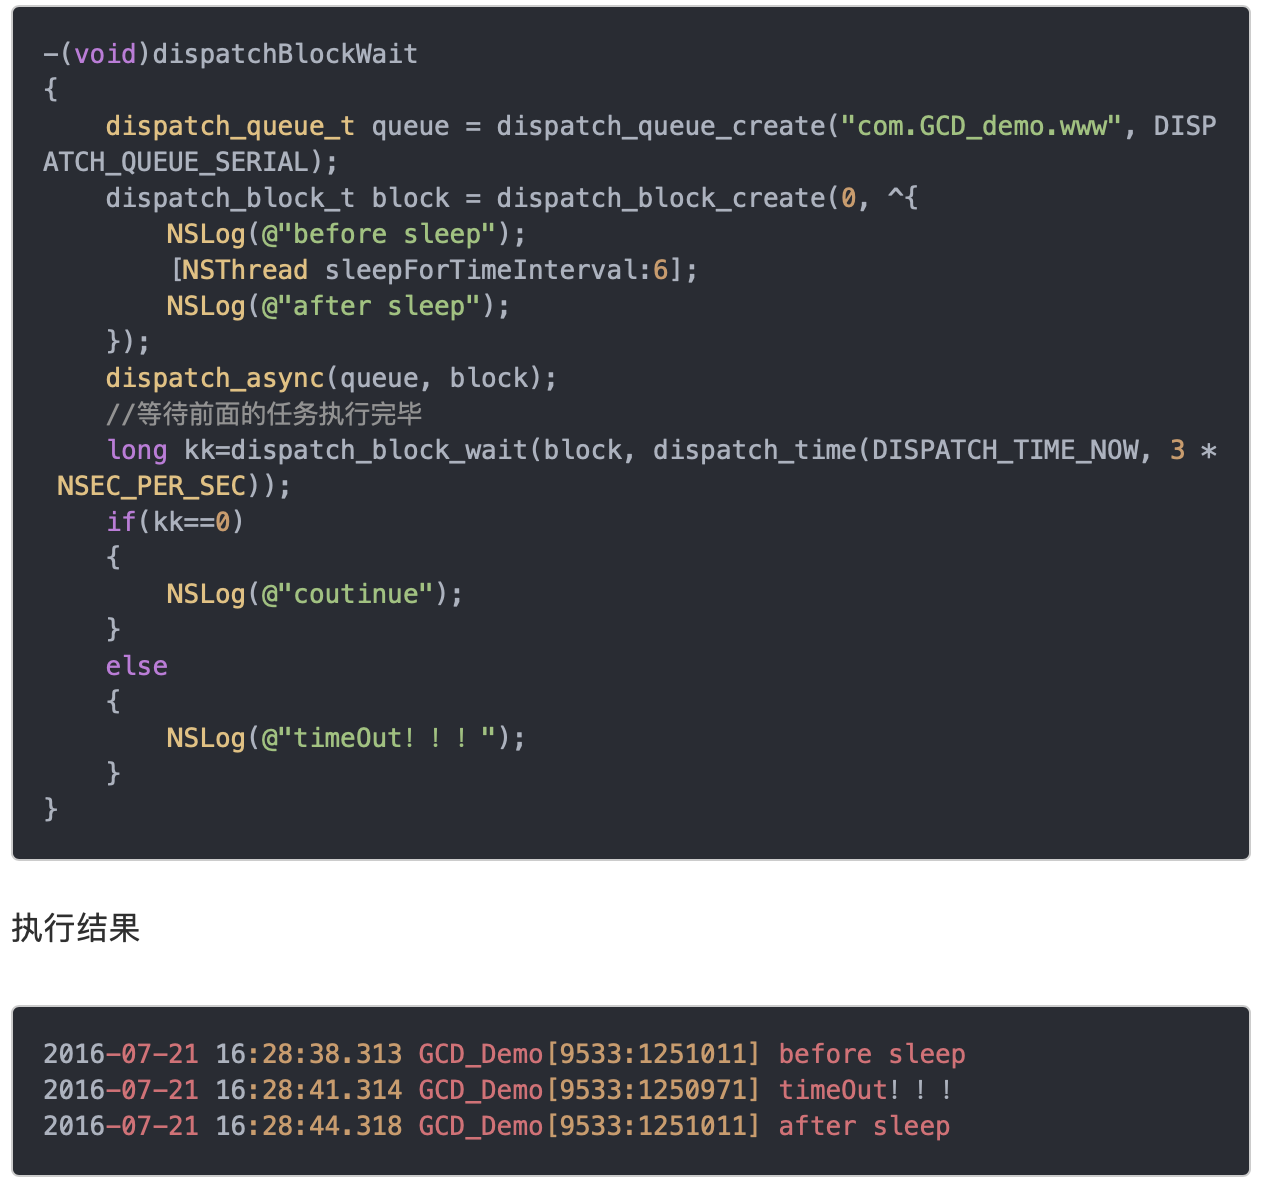 -(void)dispatchBlockWait
{
    dispatch_queue_t queue = dispatch_queue_create("com.GCD_demo.www", DISP
ATCH_QUEUE_SERIAL);
    dispatch_block_t block = dispatch_block_create(0, ^{
        NSLog(@"before sleep");
        [NSThread sleepForTimeInterval:6];
        NSLog(@"after sleep");
    });
    dispatch_async(queue, block);
    //等待前面的任务执行完毕
    long kk=dispatch_block_wait(block, dispatch_time(DISPATCH_TIME_NOW, 3 *
 NSEC_PER_SEC));
    if(kk==0)
    {
        NSLog(@"coutinue");
    }
    else
    {
        NSLog(@"timeOut！！！");
    }
}
执行结果
2016-07-21 16:28:38.313 GCD_Demo[9533:1251011] before sleep
2016-07-21 16:28:41.314 GCD_Demo[9533:1250971] timeOut！！！
2016-07-21 16:28:44.318 GCD_Demo[9533:1251011] after sleep